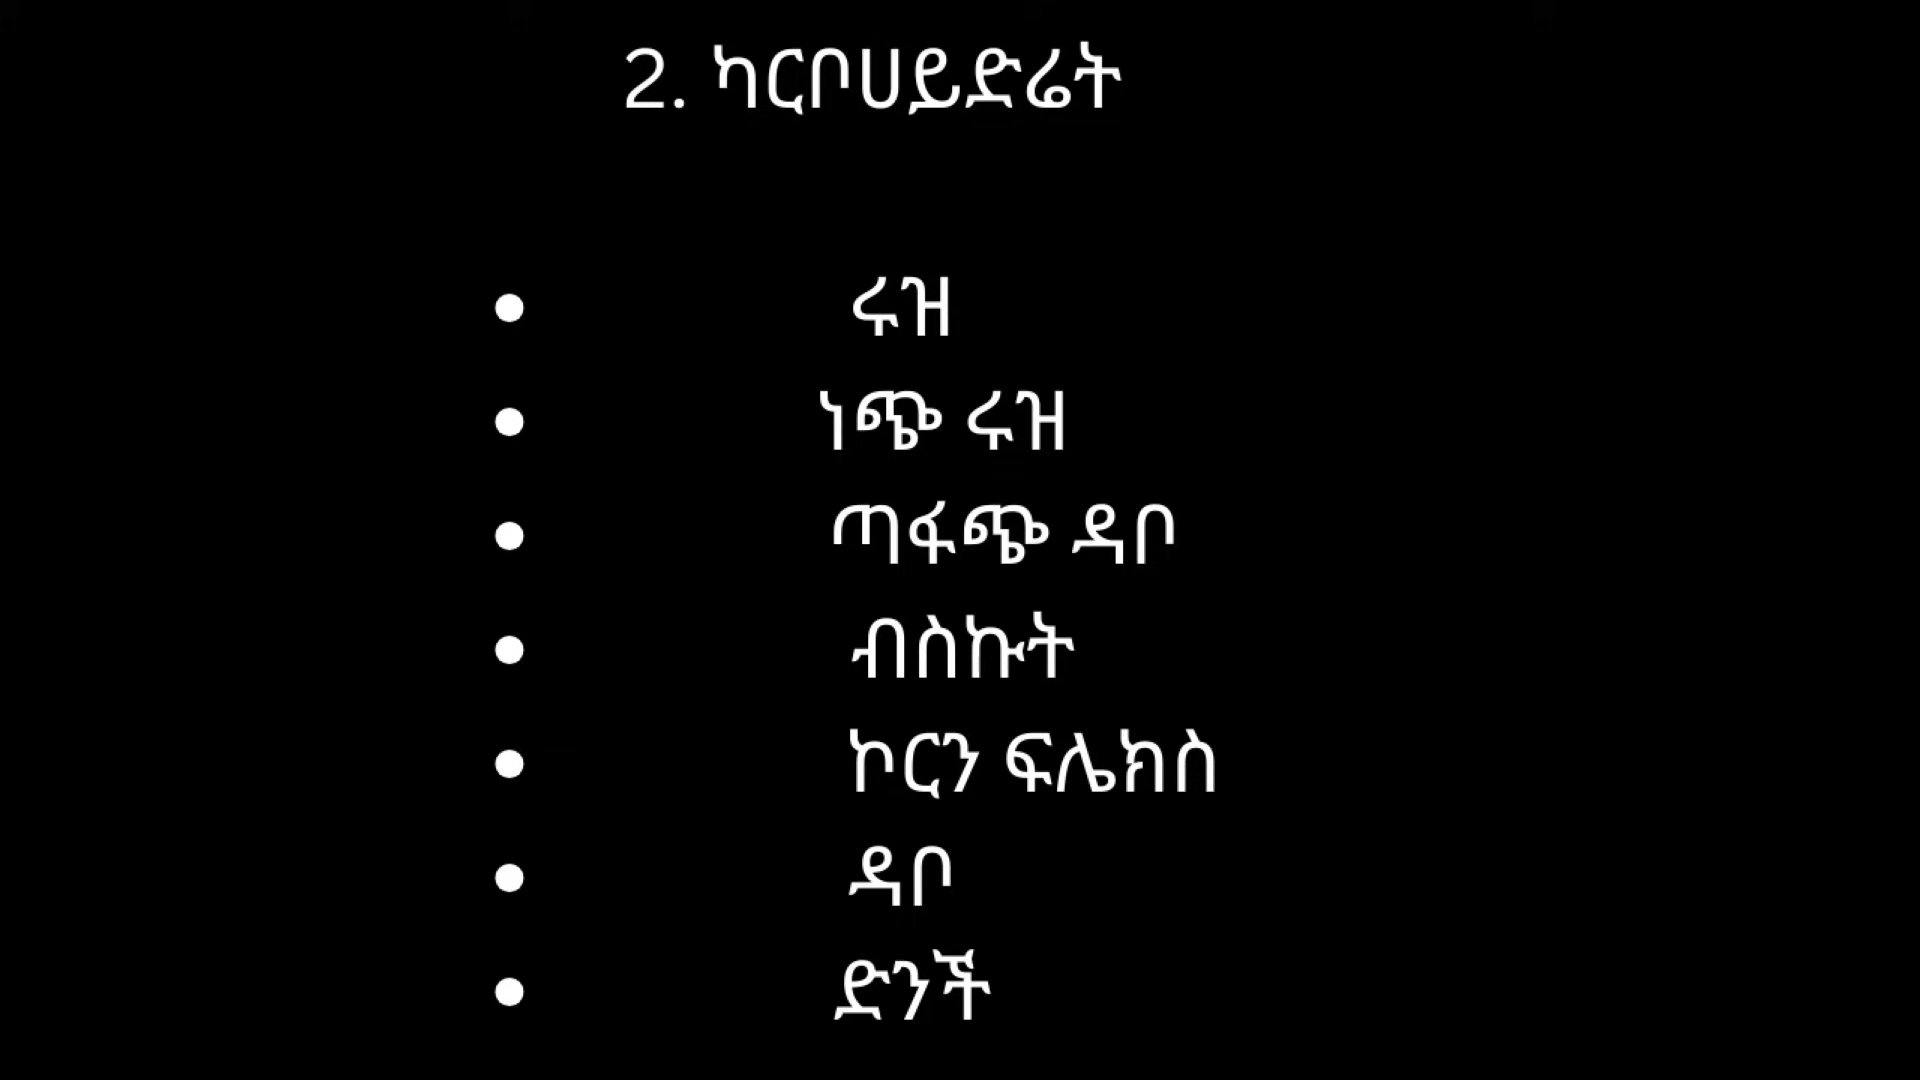 2. ካርቦሀይድሬት
• ሩዝ
• ነጭ ሩዝ
• ጣፋጭ ዳቦ
• ብስኩት
• ኮርን ፍሌክስ
• ዳቦ
• ድንች